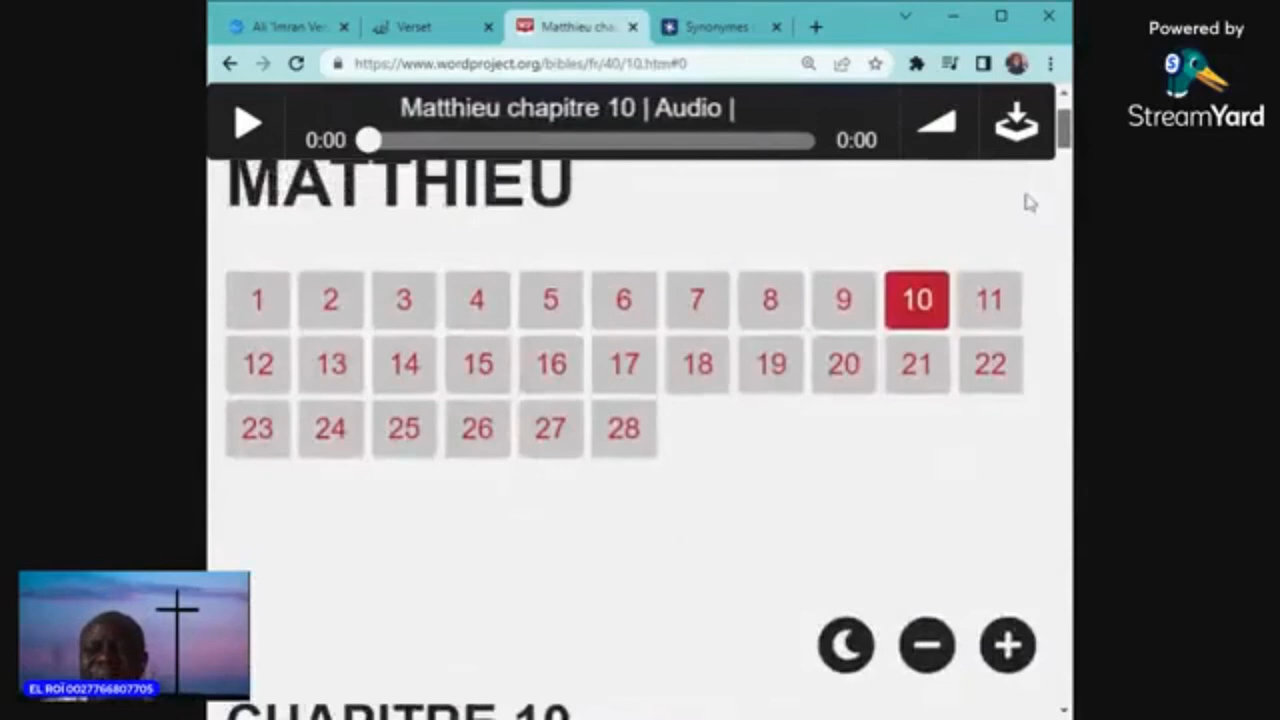 Ali 'Imran Ver
Verset
Matthieu cha
Synonymes
https://www.wordproject.org/bibles/fr/40/10.htm#0
Powered by
StreamYard
Matthieu chapitre 10 | Audio |
0:00
0:00
MATTHIEU
1 2 3 4 5 6 7 8 9 10 11
12 13 14 15 16 17 18 19 20 21 22
23 24 25 26 27 28
EL ROÏ 0027766807705
CHAPITRE 10